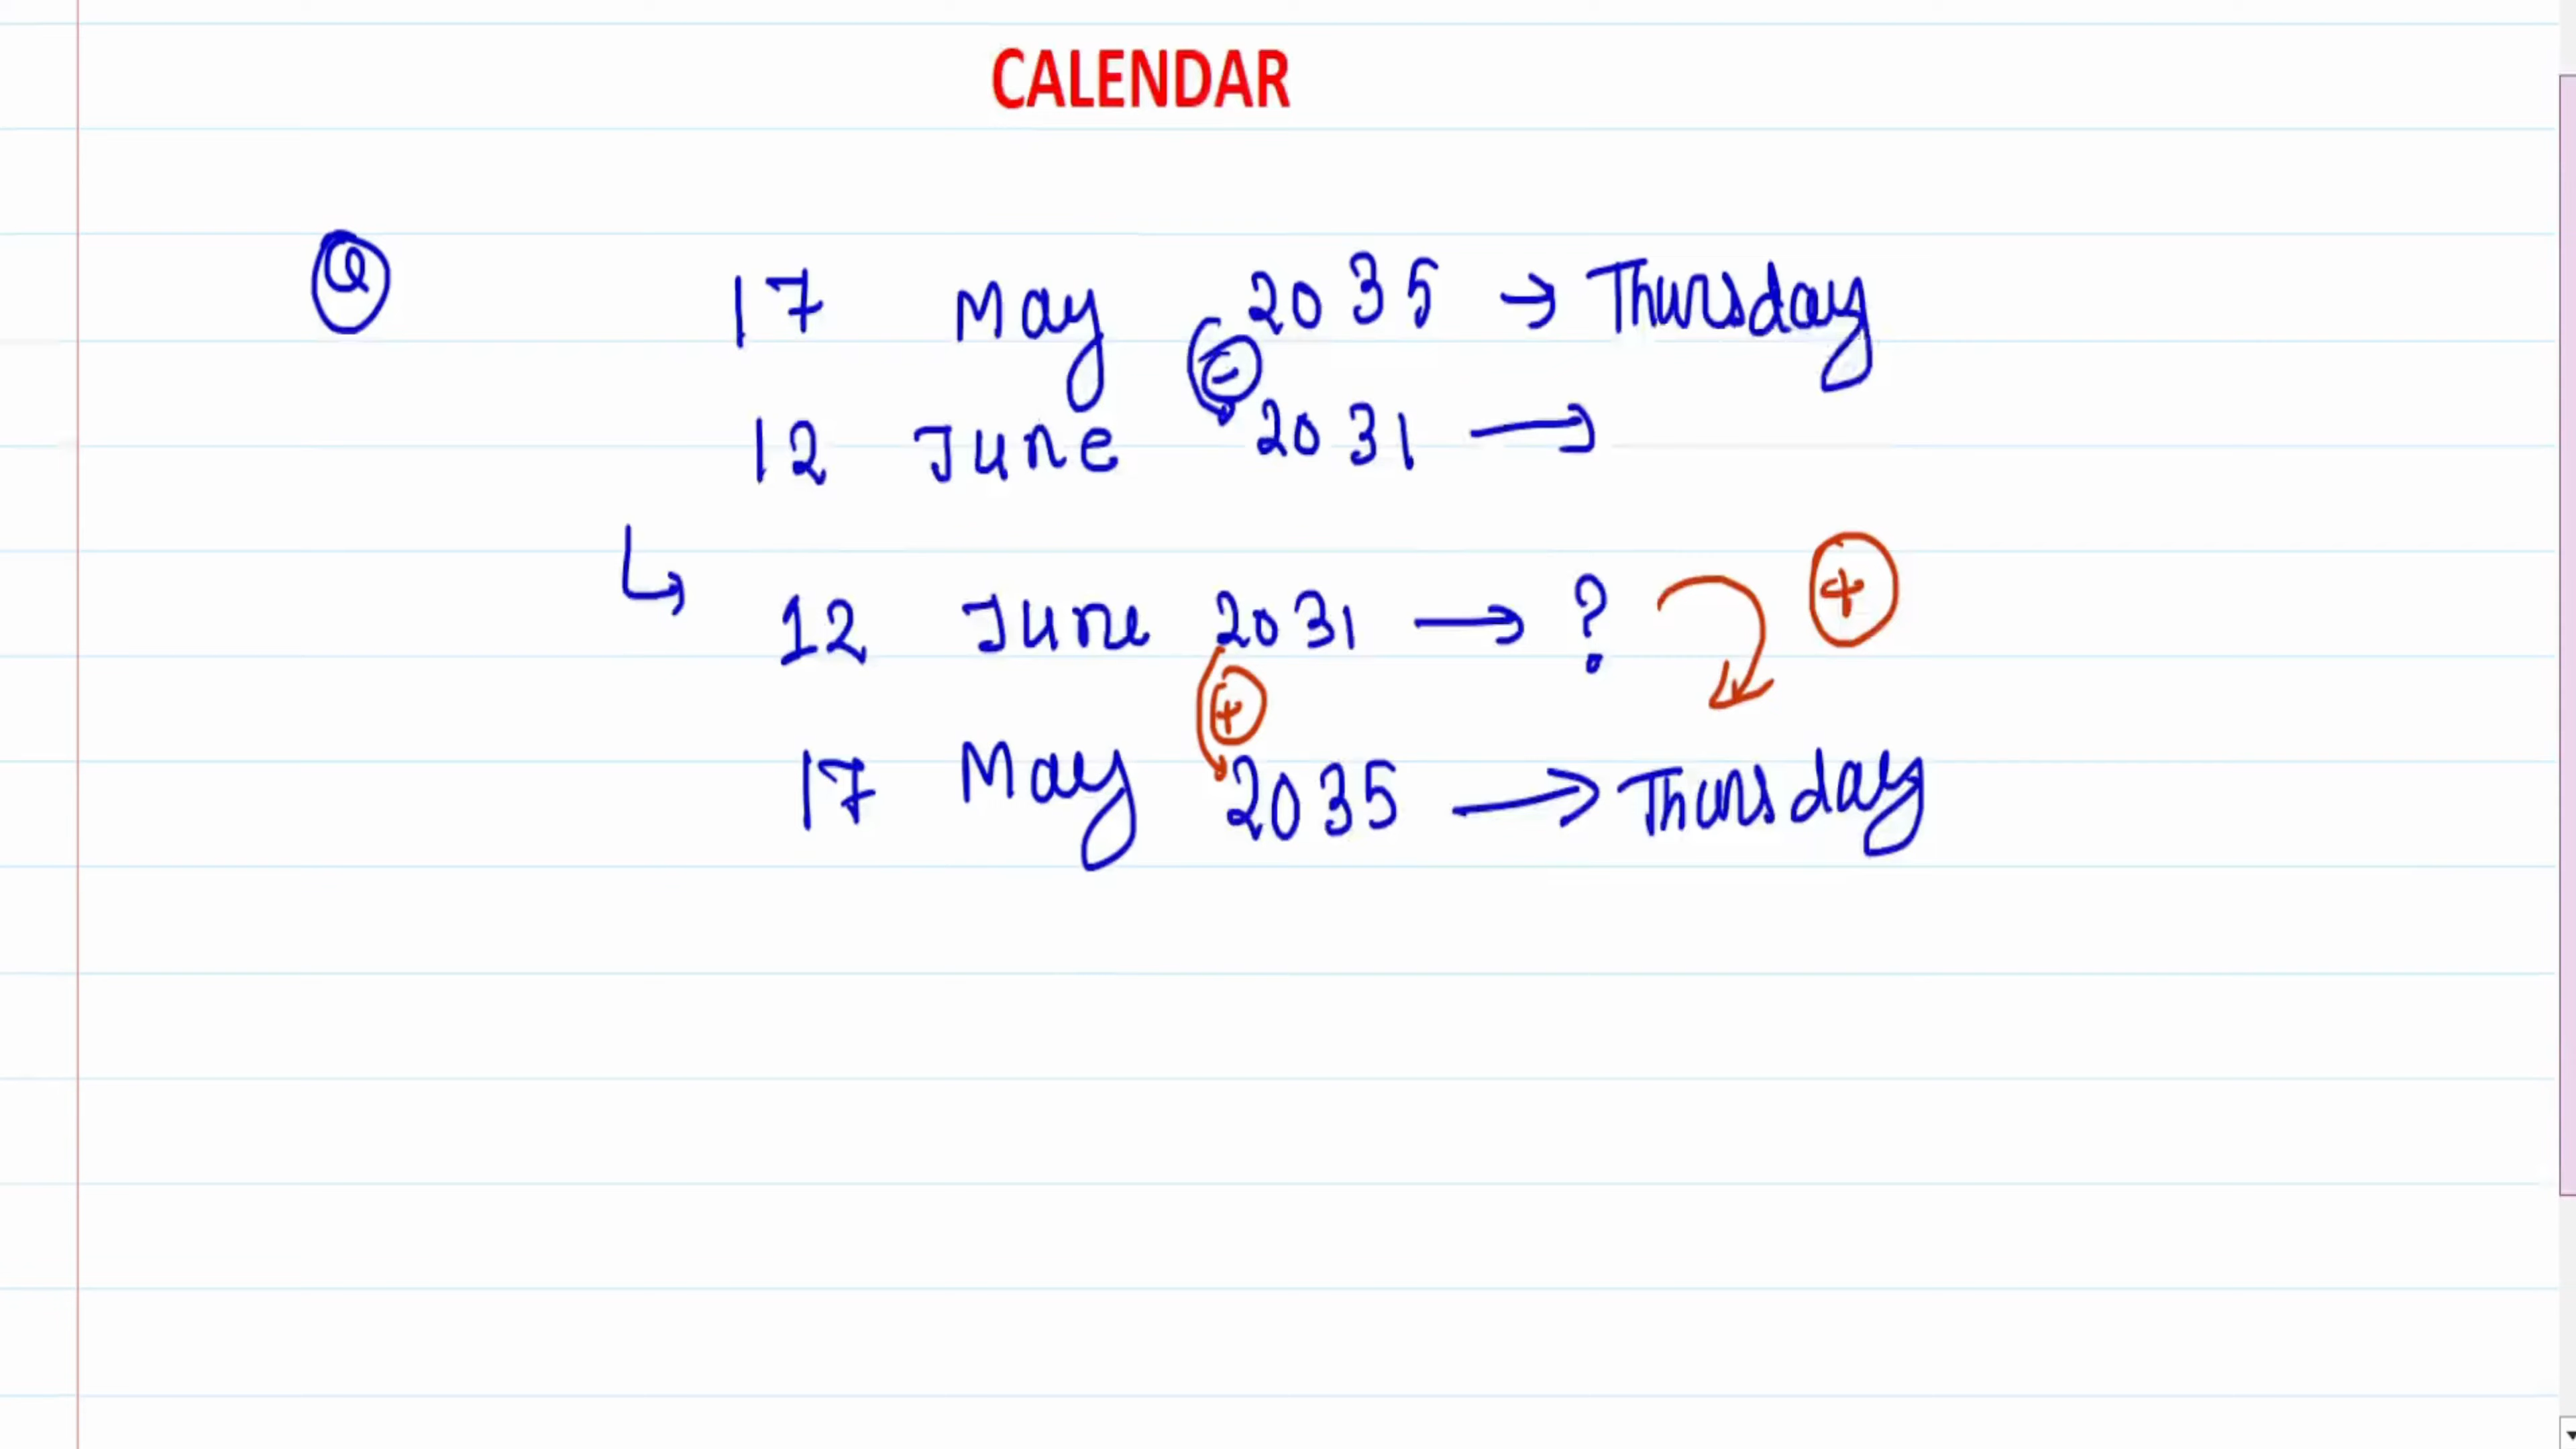 CALENDAR
Q 17 May 2035 → Thursday
-
12 June 2031 →
+
↳ 12 June 2031 → ?
+
17 May 2035 → Thursday